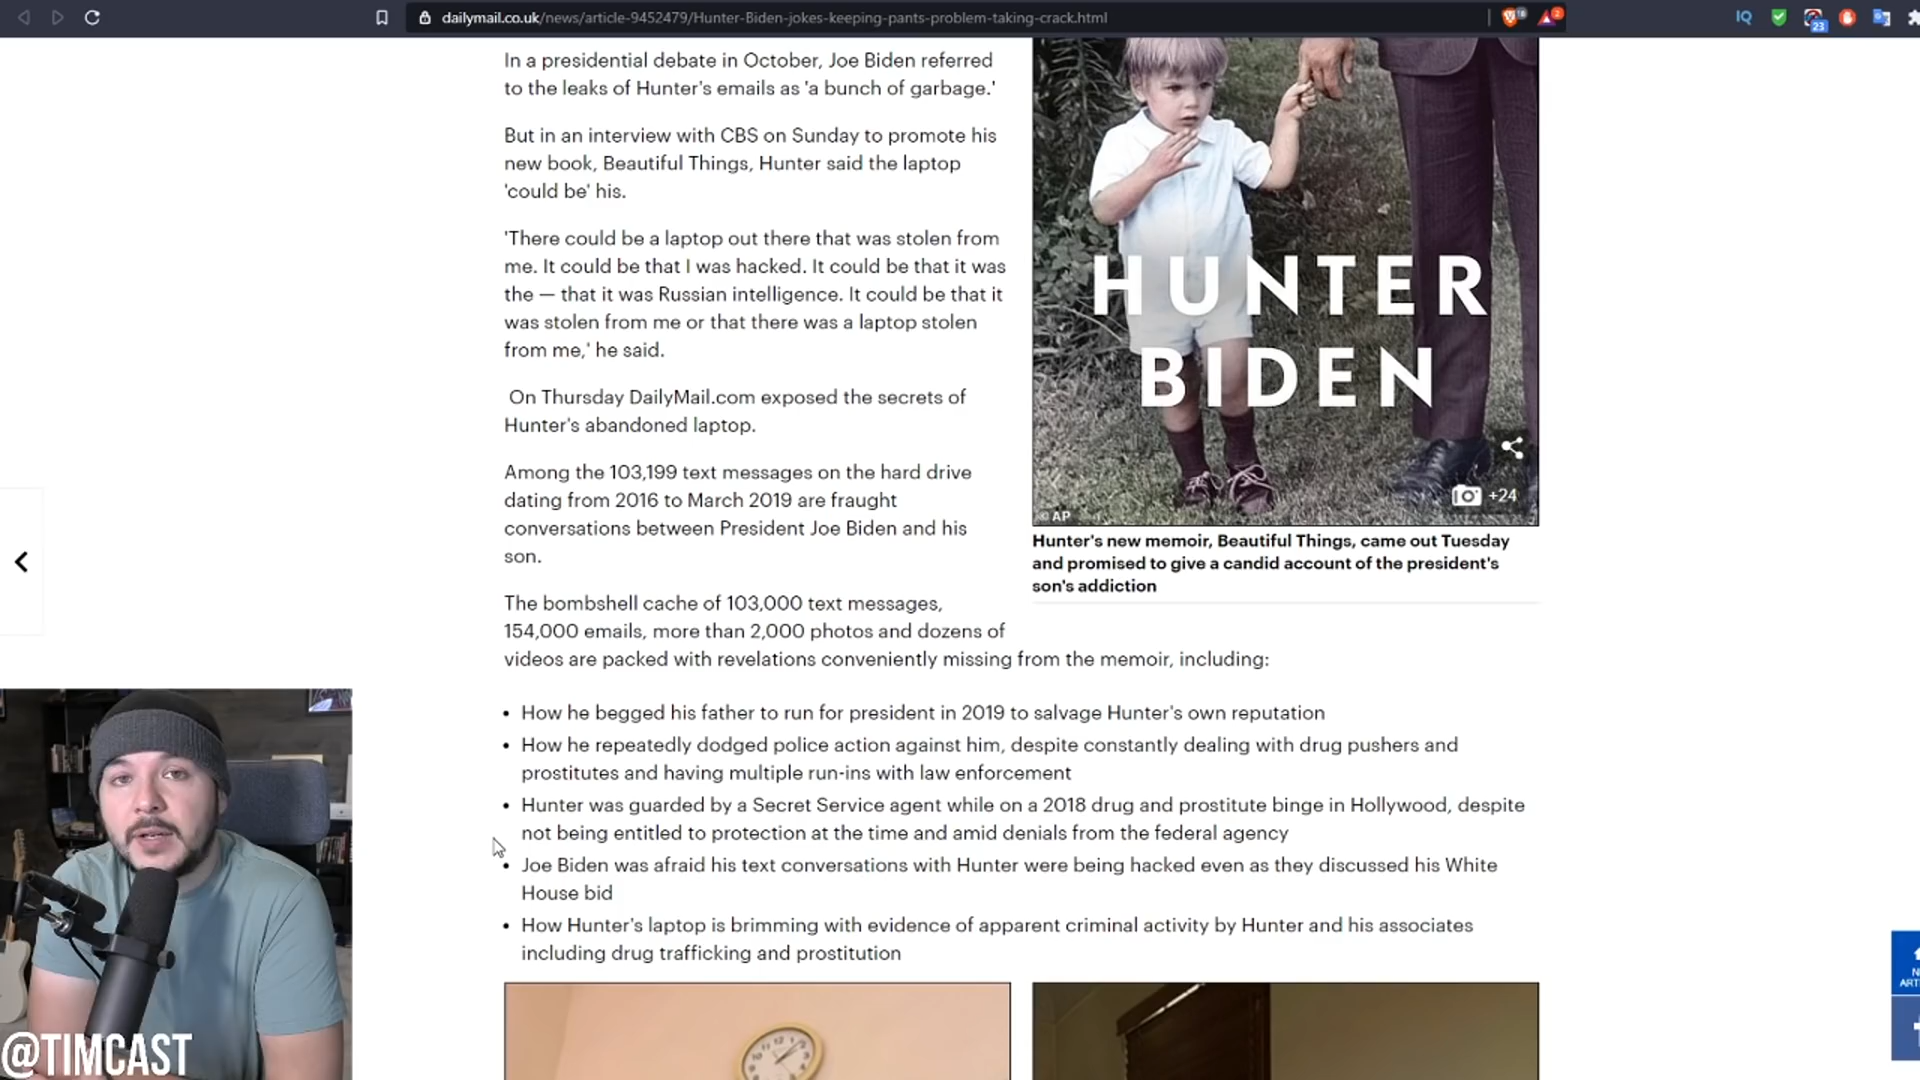 dailymail.co.uk/news/article-9452479/Hunter-Biden-jokes-keeping-pants-problem-taking-crack.html
IQ
23
In a presidential debate in October, Joe Biden referred
to the leaks of Hunter's emails as 'a bunch of garbage.'
But in an interview with CBS on Sunday to promote his
new book, Beautiful Things, Hunter said the laptop
'could be' his.
'There could be a laptop out there that was stolen from
me. It could be that I was hacked. It could be that it was
the — that it was Russian intelligence. It could be that it
was stolen from me or that there was a laptop stolen
from me,' he said.
On Thursday DailyMail.com exposed the secrets of
Hunter's abandoned laptop.
Among the 103,199 text messages on the hard drive
dating from 2016 to March 2019 are fraught
conversations between President Joe Biden and his
son.
The bombshell cache of 103,000 text messages,
154,000 emails, more than 2,000 photos and dozens of
videos are packed with revelations conveniently missing from the memoir, including:
HUNTER
BIDEN
+24
© AP
Hunter's new memoir, Beautiful Things, came out Tuesday
and promised to give a candid account of the president's
son's addiction
• How he begged his father to run for president in 2019 to salvage Hunter's own reputation
• How he repeatedly dodged police action against him, despite constantly dealing with drug pushers and
prostitutes and having multiple run-ins with law enforcement
• Hunter was guarded by a Secret Service agent while on a 2018 drug and prostitute binge in Hollywood, despite
not being entitled to protection at the time and amid denials from the federal agency
• Joe Biden was afraid his text conversations with Hunter were being hacked even as they discussed his White
House bid
• How Hunter's laptop is brimming with evidence of apparent criminal activity by Hunter and his associates
including drug trafficking and prostitution
@TIMCAST